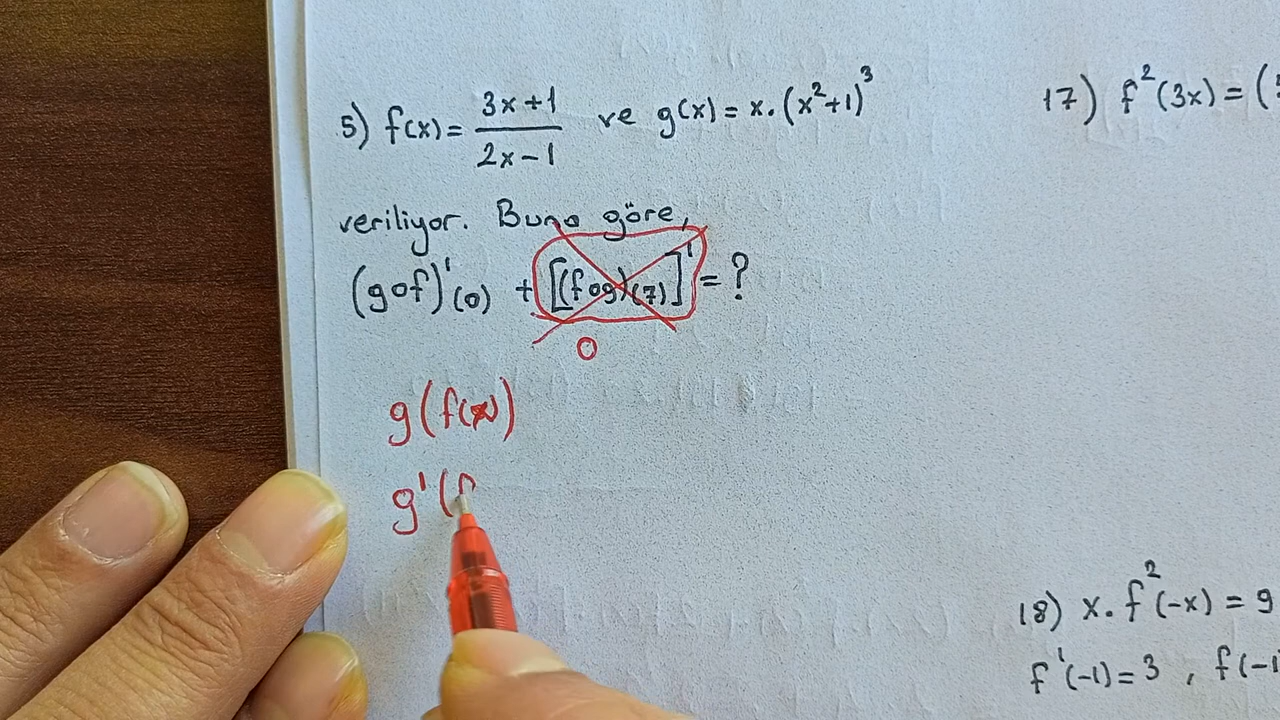 5) f(x) = (3x+1)/(2x-1) ve g(x) = x.(x²+1)³
veriliyor. Buna göre,
(gof)'(0) + [(fog)(7)]' = ?
0
g(f(x))
g'(f
17) f²(3x) = (
18) x.f²(-x) = 9
f'(-1) = 3 , f(-1